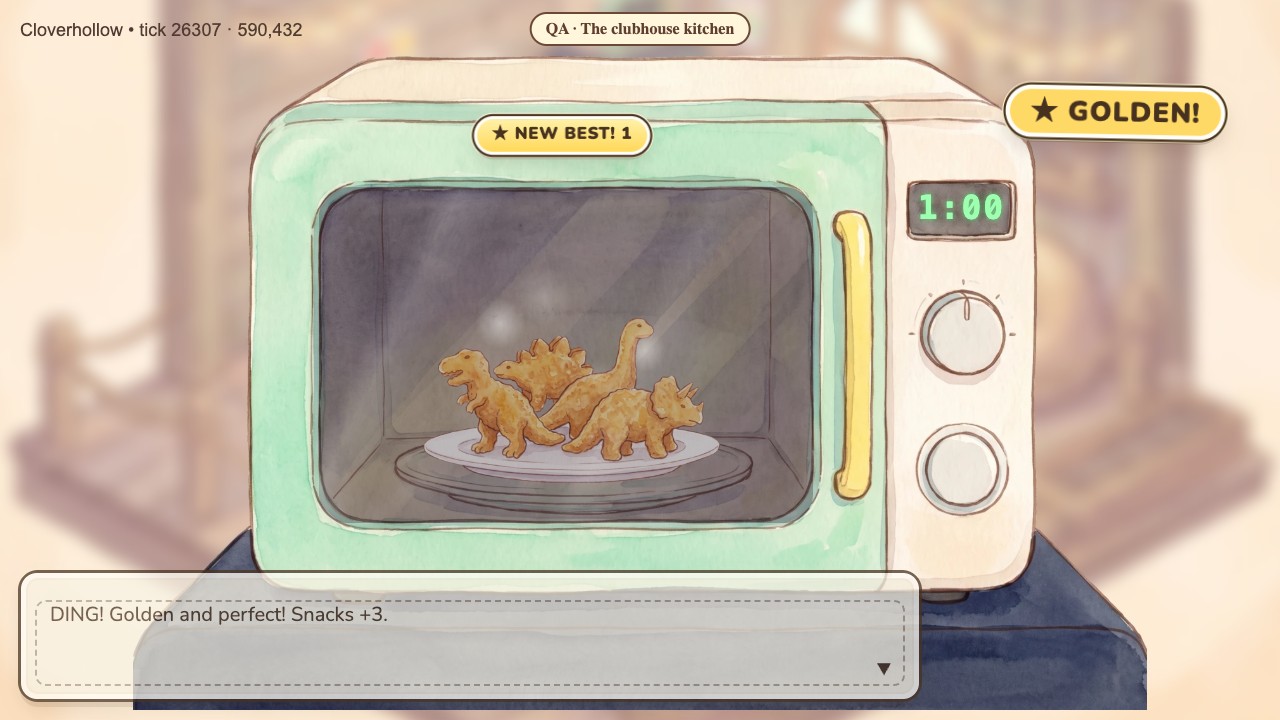 Cloverhollow • tick 26307 · 590,432
QA · The clubhouse kitchen
★ GOLDEN!
★ NEW BEST! 1
1:00
DING! Golden and perfect! Snacks +3.